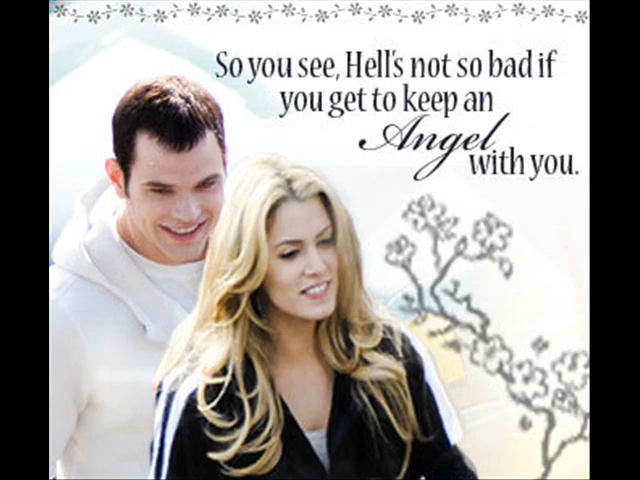 So you see, Hell's not so bad if
you get to keep an
Angel
with you.